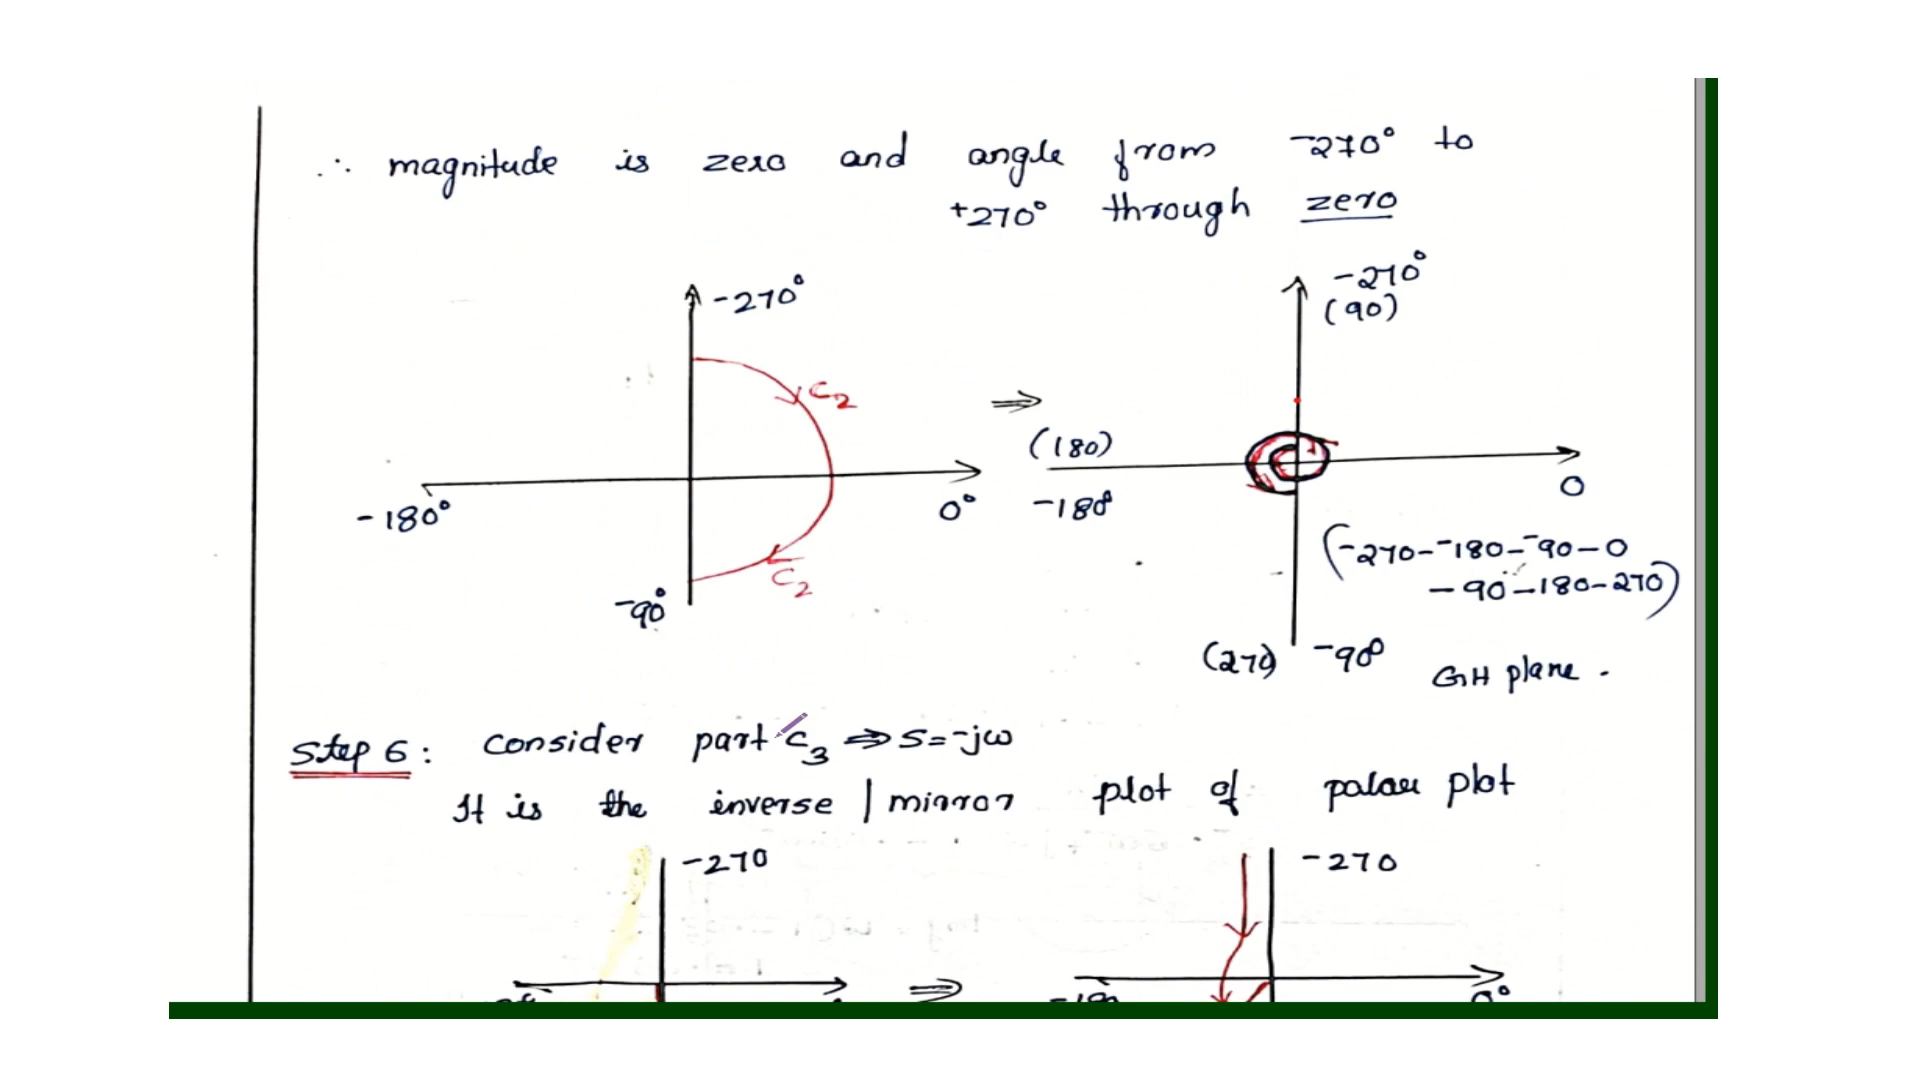 ∴ magnitude is zero and angle from -270° to
+270° through zero
-270°
-270°
(90)
C2
⇒
(180)
-180°
0°
-180°
0
C2
(-270--180--90-0
-90-180-270)
-90°
(270) -90°
GH plane.
Step 6: consider part C3 ⇒ S=-jω
It is the inverse / mirror plot of polar plot
-270
-270
⇒
-180
0°